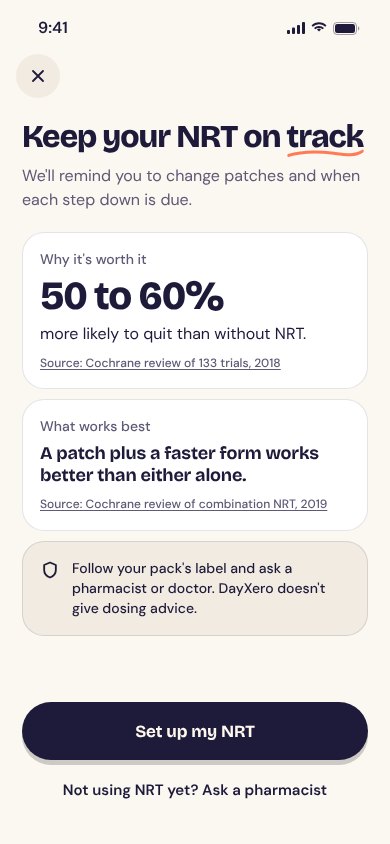 9:41
Keep your NRT on track
We'll remind you to change patches and when
each step down is due.
Why it's worth it
50 to 60%
more likely to quit than without NRT.
Source: Cochrane review of 133 trials, 2018
What works best
A patch plus a faster form works
better than either alone.
Source: Cochrane review of combination NRT, 2019
Follow your pack's label and ask a
pharmacist or doctor. DayXero doesn't
give dosing advice.
Set up my NRT
Not using NRT yet? Ask a pharmacist